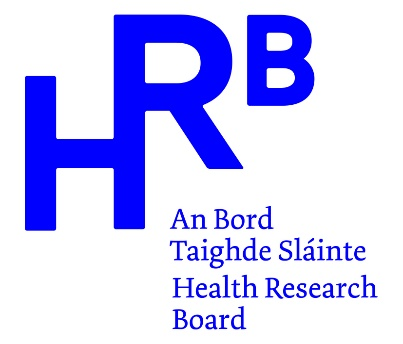 HRB
An Bord
Taighde Sláinte
Health Research
Board